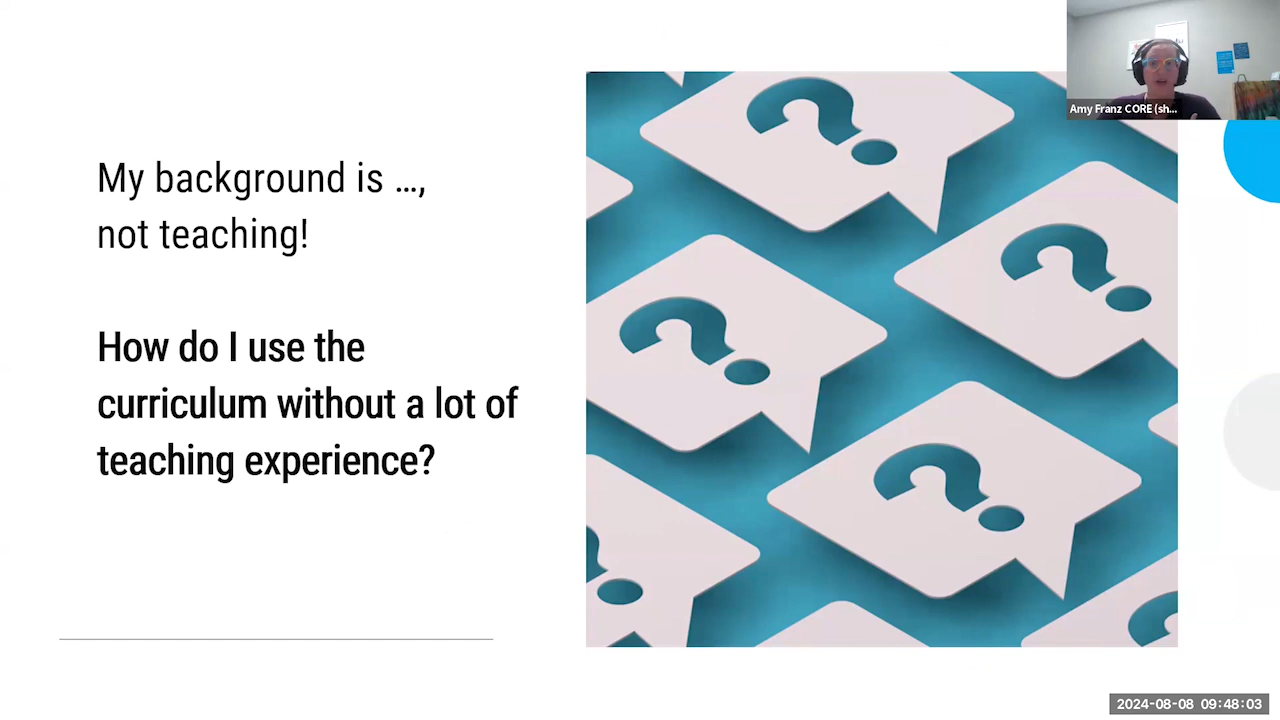 My background is …,
not teaching!
How do I use the
curriculum without a lot of
teaching experience?
Amy Franz CORE (sh...
2024-08-08 09:48:03